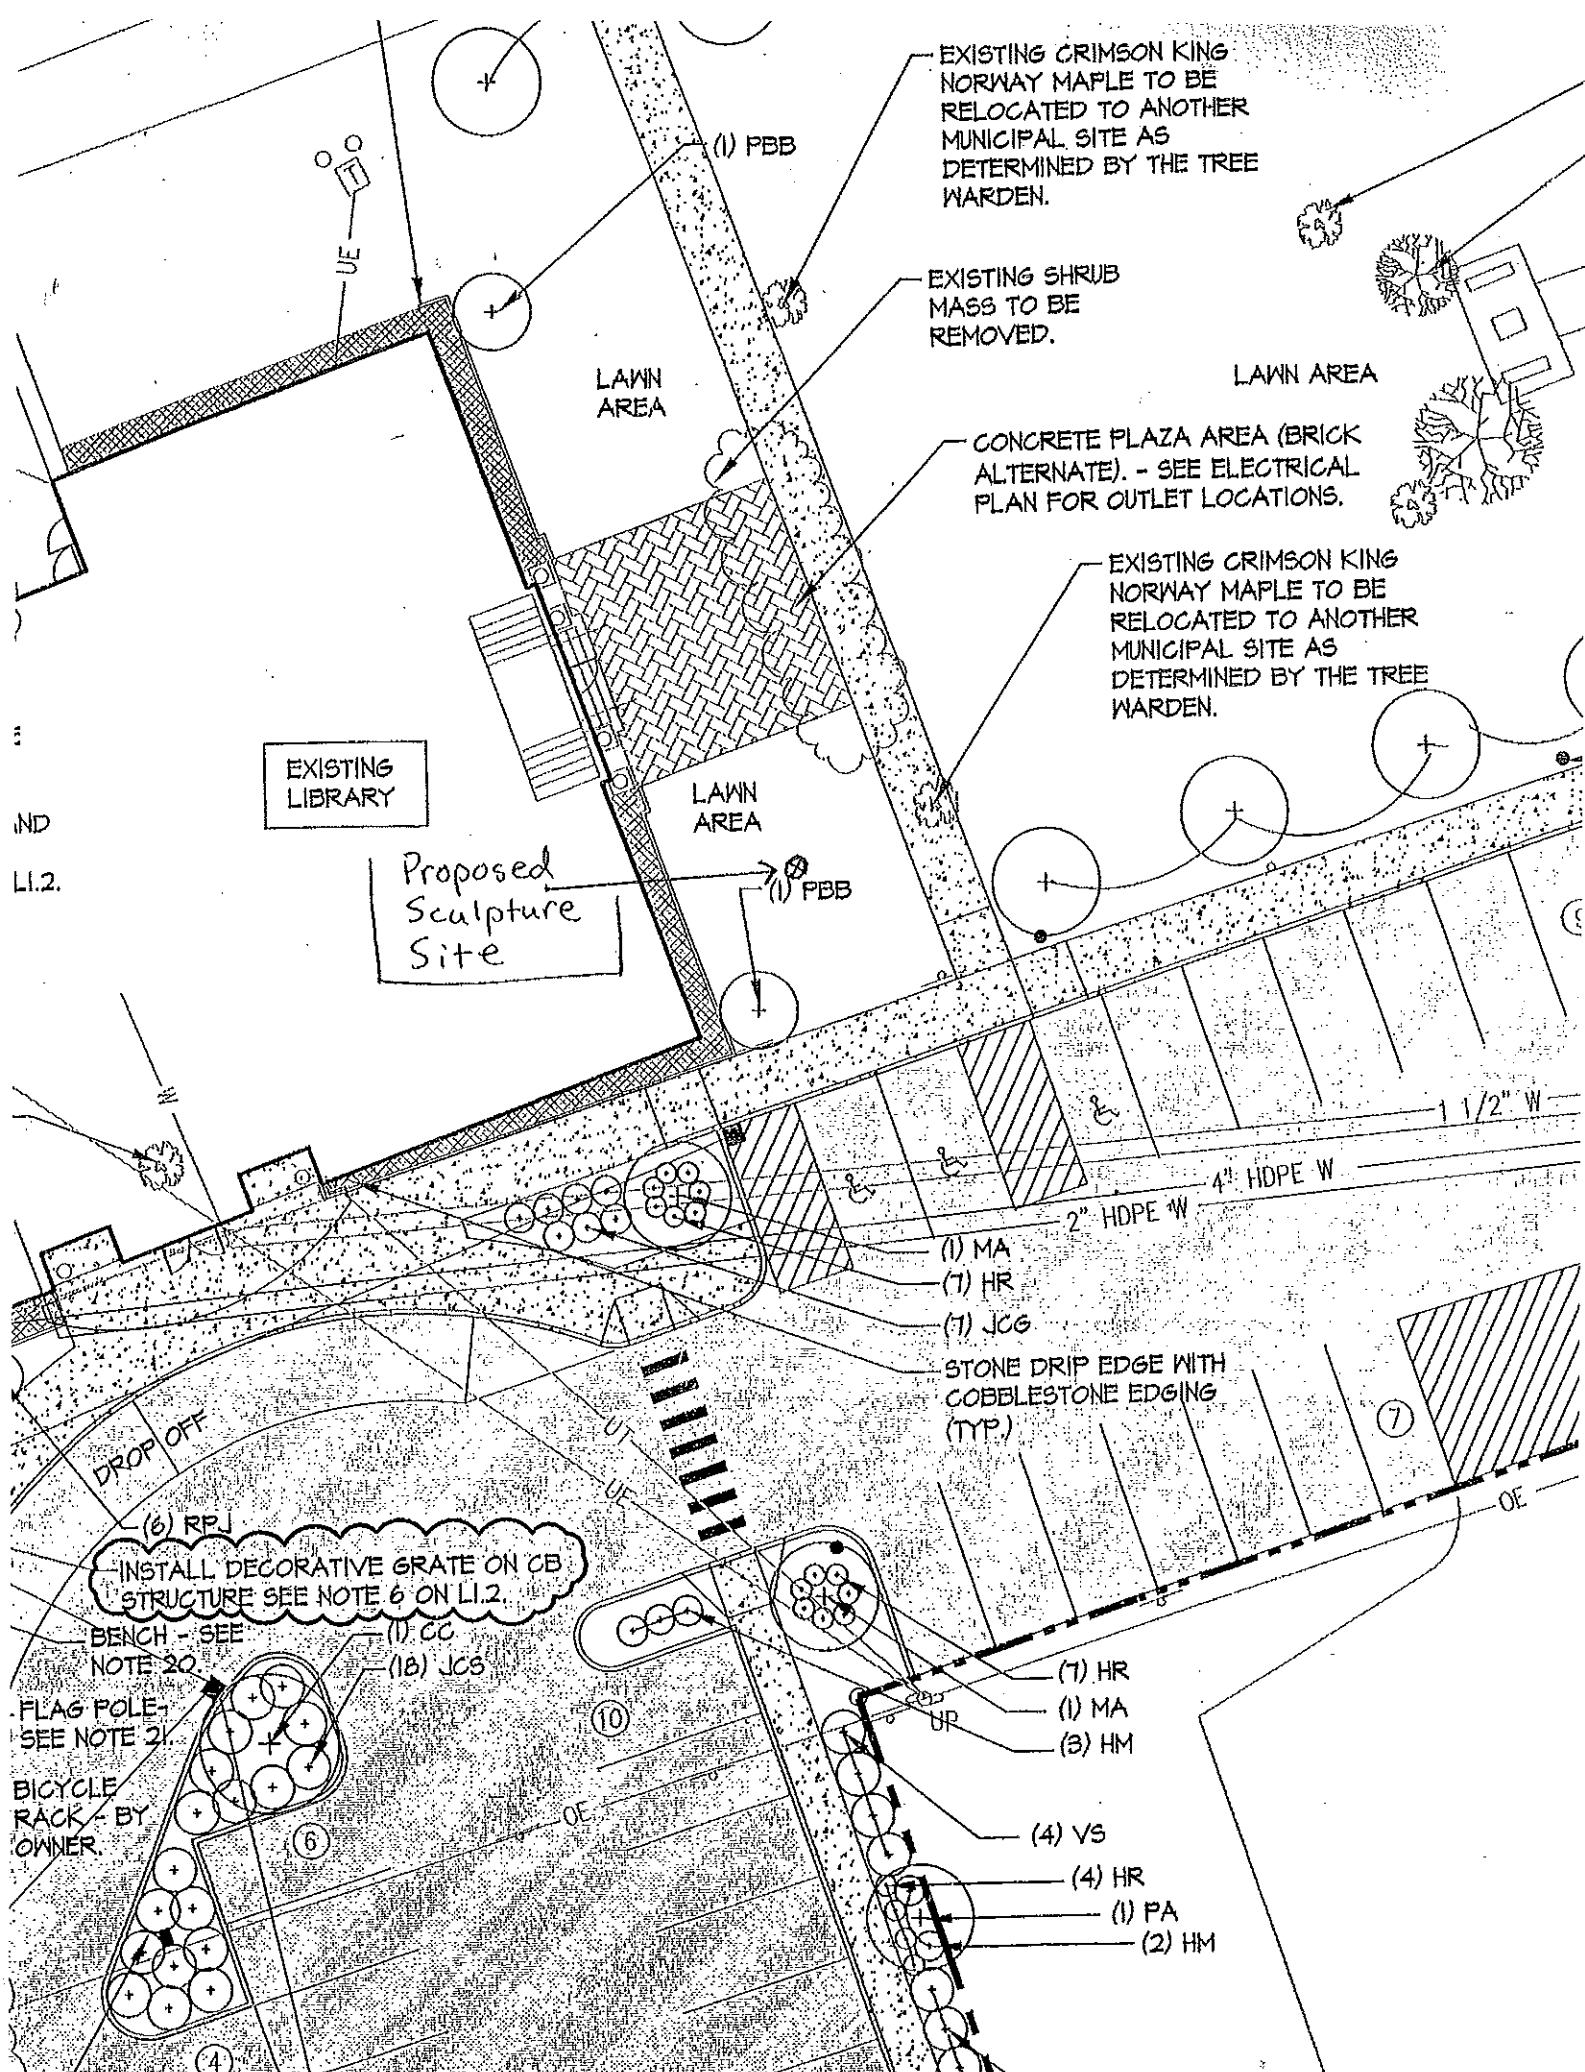 EXISTING CRIMSON KING
NORWAY MAPLE TO BE
RELOCATED TO ANOTHER
MUNICIPAL SITE AS
DETERMINED BY THE TREE
WARDEN.
(1) PBB
T
UE
EXISTING SHRUB
MASS TO BE
REMOVED.
LAWN
AREA
LAWN AREA
CONCRETE PLAZA AREA (BRICK
ALTERNATE). - SEE ELECTRICAL
PLAN FOR OUTLET LOCATIONS.
EXISTING CRIMSON KING
NORWAY MAPLE TO BE
RELOCATED TO ANOTHER
MUNICIPAL SITE AS
DETERMINED BY THE TREE
WARDEN.
EXISTING
LIBRARY
LAWN
AREA
ND
L1.2.
Proposed
Sculpture
Site
(1) PBB
9
W
1 1/2" W
4" HDPE W
2" HDPE W
(1) MA
(7) HR
(7) JCG
STONE DRIP EDGE WITH
COBBLESTONE EDGING
(TYP.)
7
UT
UE
OE
DROP OFF
(6) RPJ
INSTALL DECORATIVE GRATE ON CB
STRUCTURE SEE NOTE 6 ON L1.2.
BENCH - SEE
NOTE 20.
(1) CC
(18) JCS
FLAG POLE-
SEE NOTE 21.
BICYCLE
RACK - BY
OWNER.
10
UP
(7) HR
(1) MA
(3) HM
OE
6
(4) VS
(4) HR
(1) PA
(2) HM
4